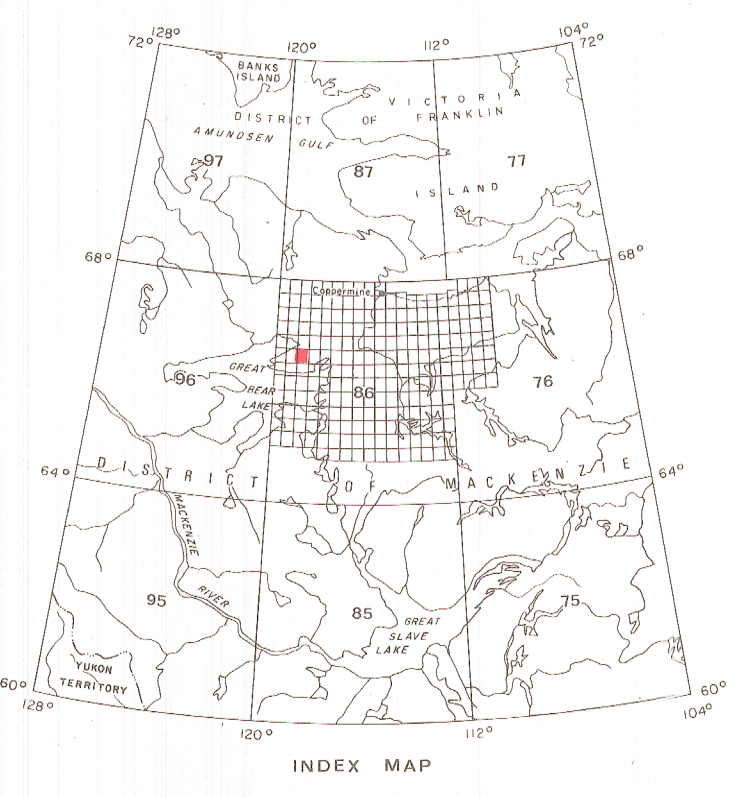 128° 120° 112° 104°
72° 72°
BANKS
ISLAND
VICTORIA
DISTRICT OF FRANKLIN
AMUNDSEN GULF
97 87 77
ISLAND
68° 68°
Coppermine
GREAT
96 86 76
BEAR
LAKE
DISTRICT OF MACKENZIE
64° 64°
MACKENZIE
RIVER
95 85 75
GREAT
SLAVE
LAKE
YUKON
TERRITORY
60° 60°
128° 120° 112° 104°
INDEX MAP